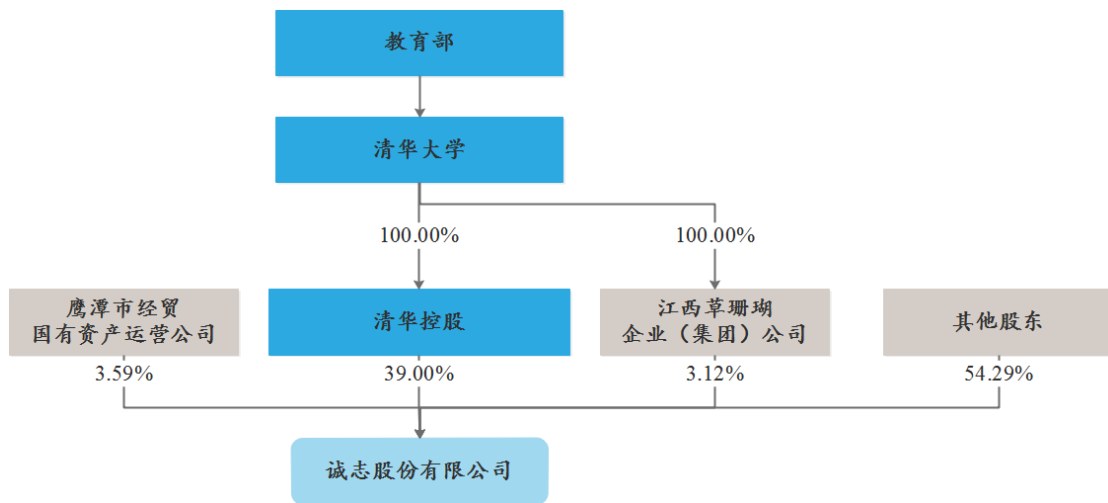 教育部
清华大学
100.00%
100.00%
鹰潭市经贸
国有资产运营公司
清华控股
江西草珊瑚
企业（集团）公司
其他股东
3.59%
39.00%
3.12%
54.29%
诚志股份有限公司